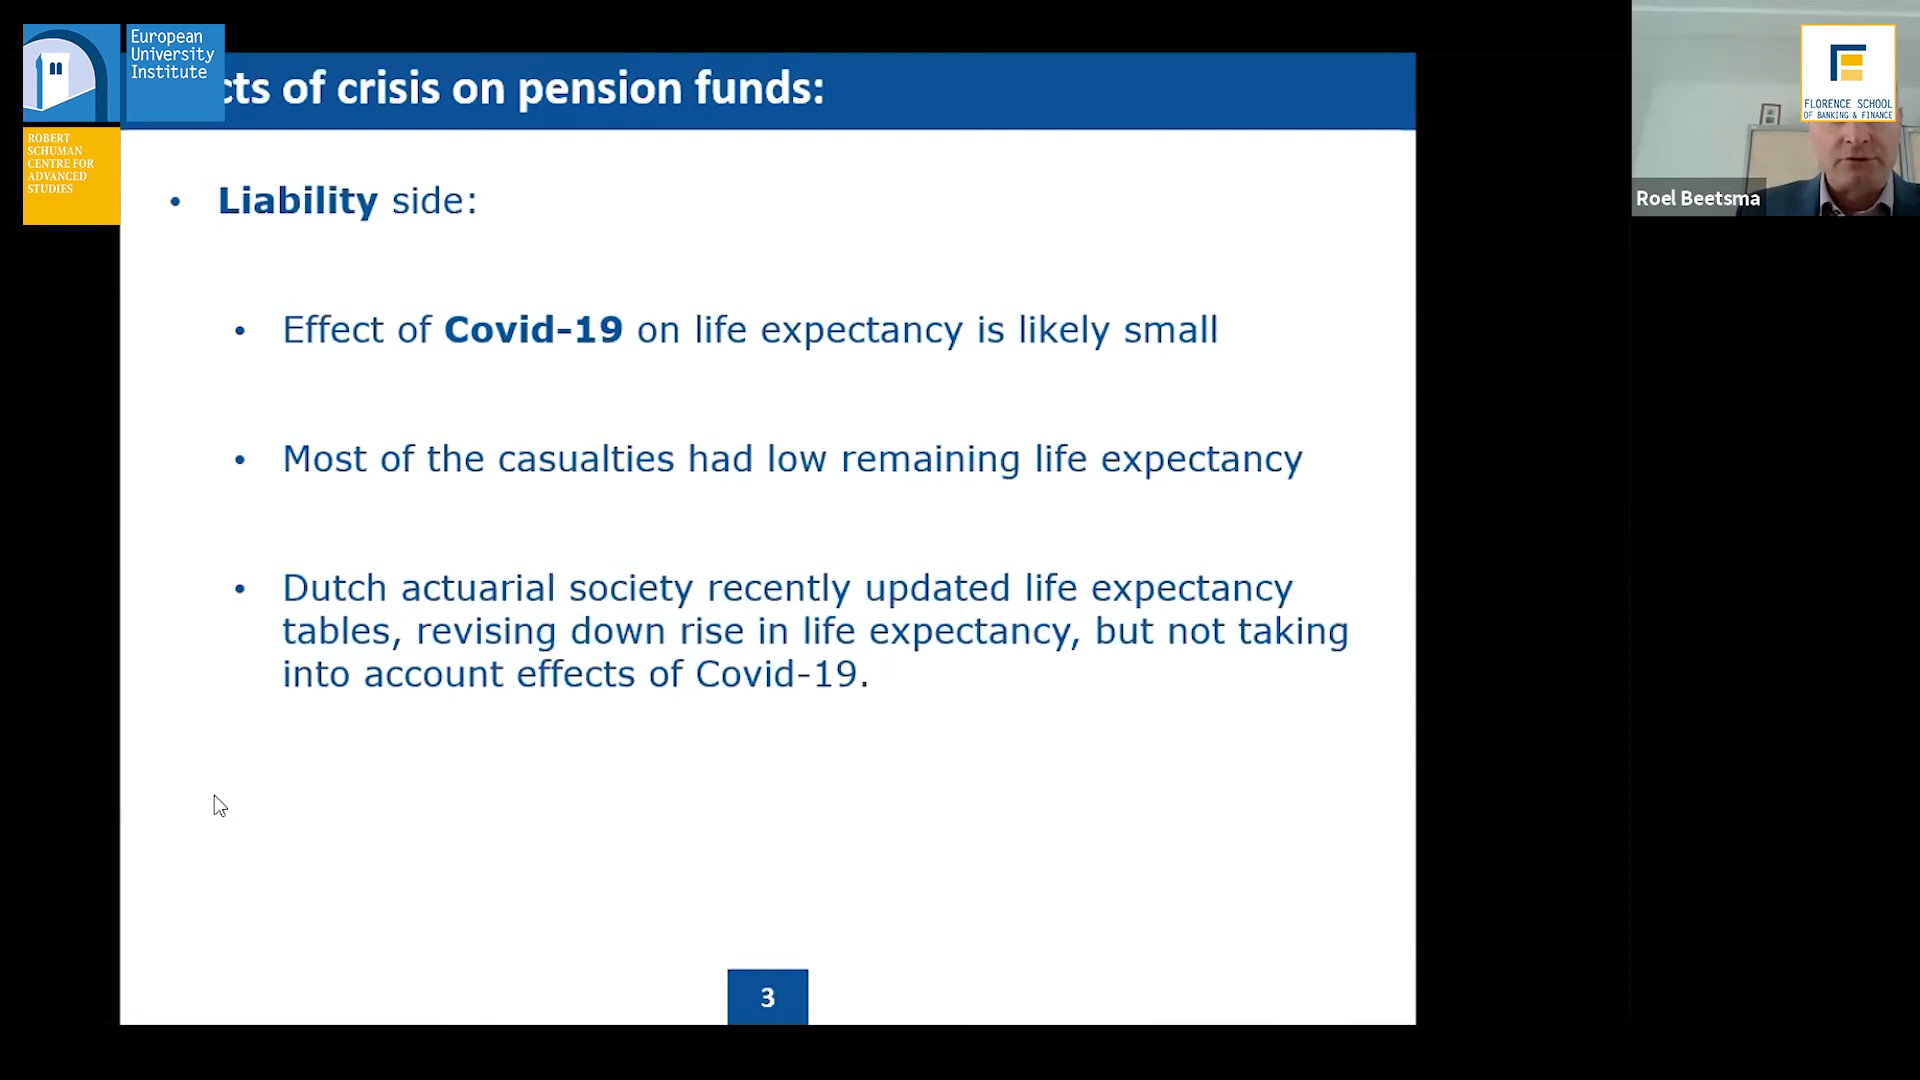 European
University
Institute
ROBERT
SCHUMAN
CENTRE FOR
ADVANCED
STUDIES
cts of crisis on pension funds:
• Liability side:
• Effect of Covid-19 on life expectancy is likely small
• Most of the casualties had low remaining life expectancy
• Dutch actuarial society recently updated life expectancy
tables, revising down rise in life expectancy, but not taking
into account effects of Covid-19.
3
FLORENCE SCHOOL
OF BANKING & FINANCE
Roel Beetsma